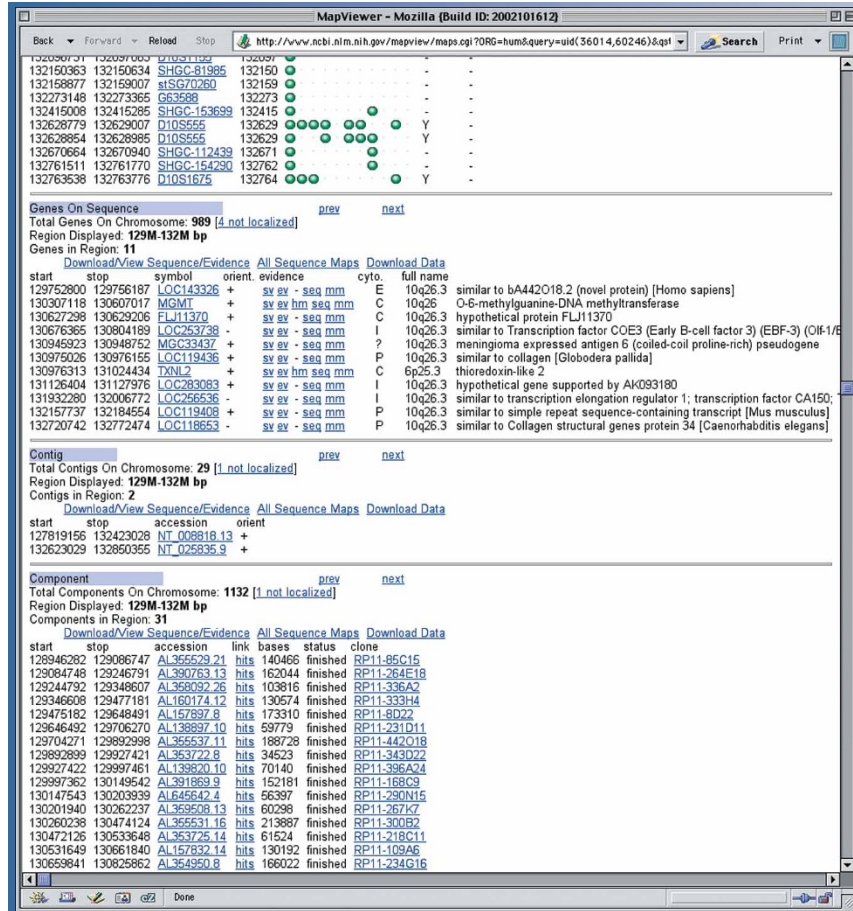 MapViewer - Mozilla {Build ID: 2002101612}
Back Forward Reload Stop http://www.ncbi.nlm.nih.gov/mapview/maps.cgi?ORG=hum&query=uid(36014,60246)&qst Search Print
132150363 132150634 SHGC-81985 132150 - -
132158877 132159007 stSG70260 132159 - -
132273148 132273365 G63588 132273 - -
132415008 132415285 SHGC-153699 132415 - -
132628779 132629007 D10S555 132629 Y -
132628854 132628985 D10S555 132629 Y -
132670664 132670940 SHGC-112439 132671 - -
132761511 132761770 SHGC-154290 132762 - -
132763538 132763776 D10S1675 132764 Y -
Genes On Sequence prev next
Total Genes On Chromosome: 989 [4 not localized]
Region Displayed: 129M-132M bp
Genes in Region: 11
Download/View Sequence/Evidence All Sequence Maps Download Data
start stop symbol orient. evidence cyto. full name
129752800 129756187 LOC143326 + sv ev - seq mm E 10q26.3 similar to bA442O18.2 (novel protein) [Homo sapiens]
130307118 130607017 MGMT + sv ev hm seq mm C 10q26 O-6-methylguanine-DNA methyltransferase
130627298 130629206 FLJ11370 + sv ev - seq mm C 10q26.3 hypothetical protein FLJ11370
130676365 130804189 LOC253738 - sv ev - seq mm I 10q26.3 similar to Transcription factor COE3 (Early B-cell factor 3) (EBF-3) (Olf-1/E
130945923 130948752 MGC33437 + sv ev - seq mm ? 10q26.3 meningioma expressed antigen 6 (coiled-coil proline-rich) pseudogene
130975026 130976155 LOC119436 + sv ev - seq mm P 10q26.3 similar to collagen [Globodera pallida]
130976313 131024434 TXNL2 + sv ev hm seq mm C 6p25.3 thioredoxin-like 2
131126404 131127976 LOC283083 + sv ev - seq mm I 10q26.3 hypothetical gene supported by AK093180
131932280 132006772 LOC256536 - sv ev - seq mm I 10q26.3 similar to transcription elongation regulator 1; transcription factor CA150;
132157737 132184554 LOC119408 + sv ev - seq mm P 10q26.3 similar to simple repeat sequence-containing transcript [Mus musculus]
132720742 132772474 LOC118653 - sv ev - seq mm P 10q26.3 similar to Collagen structural genes protein 34 [Caenorhabditis elegans]
Contig prev next
Total Contigs On Chromosome: 29 [1 not localized]
Region Displayed: 129M-132M bp
Contigs in Region: 2
Download/View Sequence/Evidence All Sequence Maps Download Data
start stop accession orient
127819156 132423028 NT_008818.13 +
132623029 132850355 NT_025835.9 +
Component prev next
Total Components On Chromosome: 1132 [1 not localized]
Region Displayed: 129M-132M bp
Components in Region: 31
Download/View Sequence/Evidence All Sequence Maps Download Data
start stop accession link bases status clone
128946282 129086747 AL355529.21 hits 140466 finished RP11-85C15
129084748 129246791 AL390763.13 hits 162044 finished RP11-264E18
129244792 129348607 AL358092.26 hits 103816 finished RP11-336A2
129346608 129477181 AL160174.12 hits 130574 finished RP11-333H4
129475182 129648491 AL157897.8 hits 173310 finished RP11-8D22
129646492 129706270 AL138897.10 hits 59779 finished RP11-231D11
129704271 129892998 AL355537.11 hits 188728 finished RP11-442O18
129892899 129927421 AL353722.8 hits 34523 finished RP11-343D22
129927422 129997461 AL139820.10 hits 70140 finished RP11-396A24
129997362 130149542 AL391869.9 hits 152181 finished RP11-168C9
130147543 130203939 AL645642.4 hits 56397 finished RP11-290N15
130201940 130262237 AL359508.13 hits 60298 finished RP11-267K7
130260238 130474124 AL355531.16 hits 213887 finished RP11-300B2
130472126 130533648 AL353725.14 hits 61524 finished RP11-218C11
130531649 130661840 AL157832.14 hits 130192 finished RP11-109A6
130659841 130825862 AL354950.8 hits 166022 finished RP11-234G16
Done